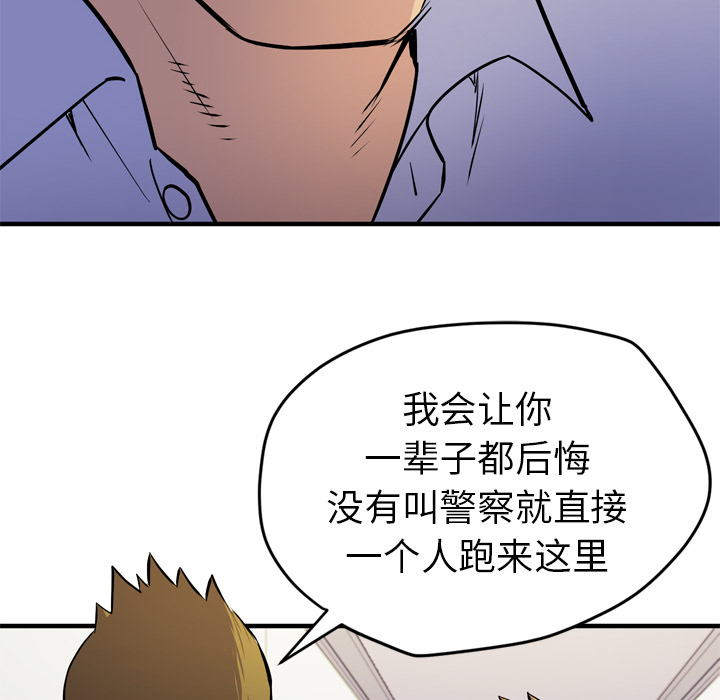 我会让你
一辈子都后悔
没有叫警察就直接
一个人跑来这里